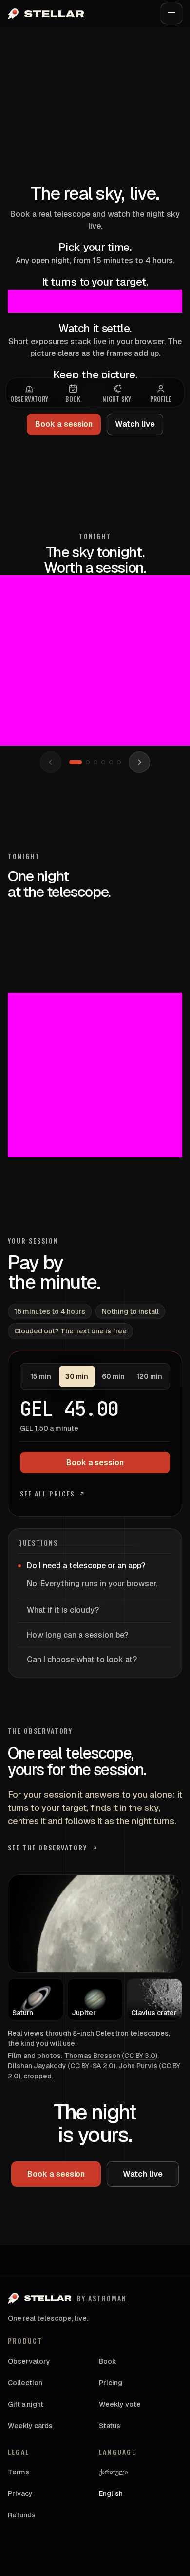 STELLAR
The real sky, live.
Book a real telescope and watch the night sky
live.
Pick your time.
Any open night, from 15 minutes to 4 hours.
It turns to your target.
Watch it settle.
Short exposures stack live in your browser. The
picture clears as the frames add up.
Keep the picture.
OBSERVATORY
BOOK
NIGHT SKY
PROFILE
Book a session
Watch live
TONIGHT
The sky tonight.
Worth a session.
TONIGHT
One night
at the telescope.
YOUR SESSION
Pay by
the minute.
15 minutes to 4 hours
Nothing to install
Clouded out? The next one is free
15 min
30 min
60 min
120 min
GEL 45.00
GEL 1.50 a minute
Book a session
SEE ALL PRICES
QUESTIONS
Do I need a telescope or an app?
No. Everything runs in your browser.
What if it is cloudy?
How long can a session be?
Can I choose what to look at?
THE OBSERVATORY
One real telescope,
yours for the session.
For your session it answers to you alone: it
turns to your target, finds it in the sky,
centres it and follows it as the night turns.
SEE THE OBSERVATORY
Saturn
Jupiter
Clavius crater
Real views through 8-inch Celestron telescopes,
the kind you will use.
Film and photos: Thomas Bresson (CC BY 3.0),
Dilshan Jayakody (CC BY-SA 2.0), John Purvis (CC BY
2.0), cropped.
The night
is yours.
Book a session
Watch live
STELLAR BY ASTROMAN
One real telescope, live.
PRODUCT
Observatory
Book
Collection
Pricing
Gift a night
Weekly vote
Weekly cards
Status
LEGAL
LANGUAGE
Terms
ქართული
Privacy
English
Refunds